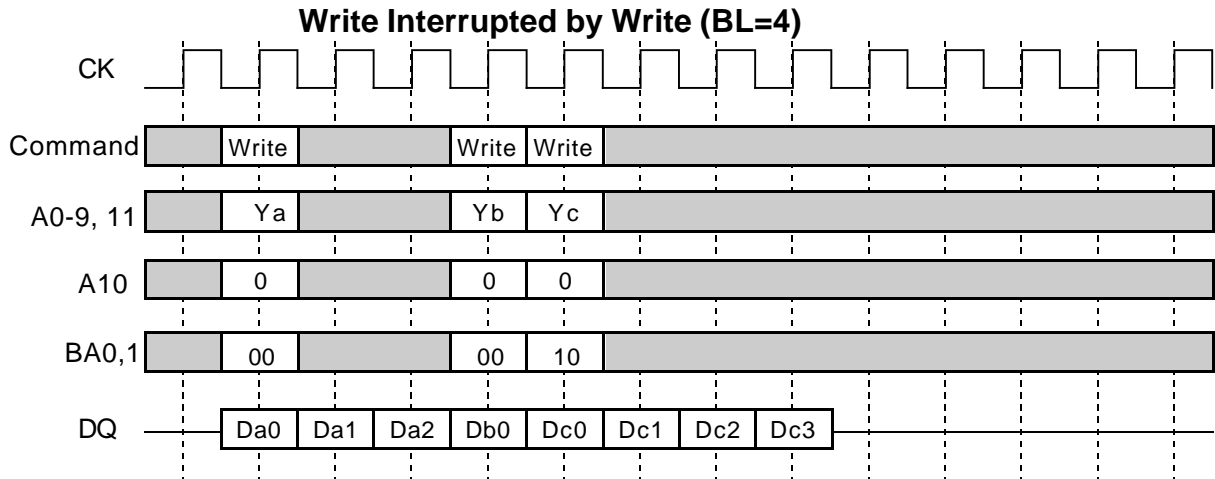 Write Interrupted by Write (BL=4)
CK
Command Write Write Write
A0-9, 11 Ya Yb Yc
A10 0 0 0
BA0,1 00 00 10
DQ Da0 Da1 Da2 Db0 Dc0 Dc1 Dc2 Dc3